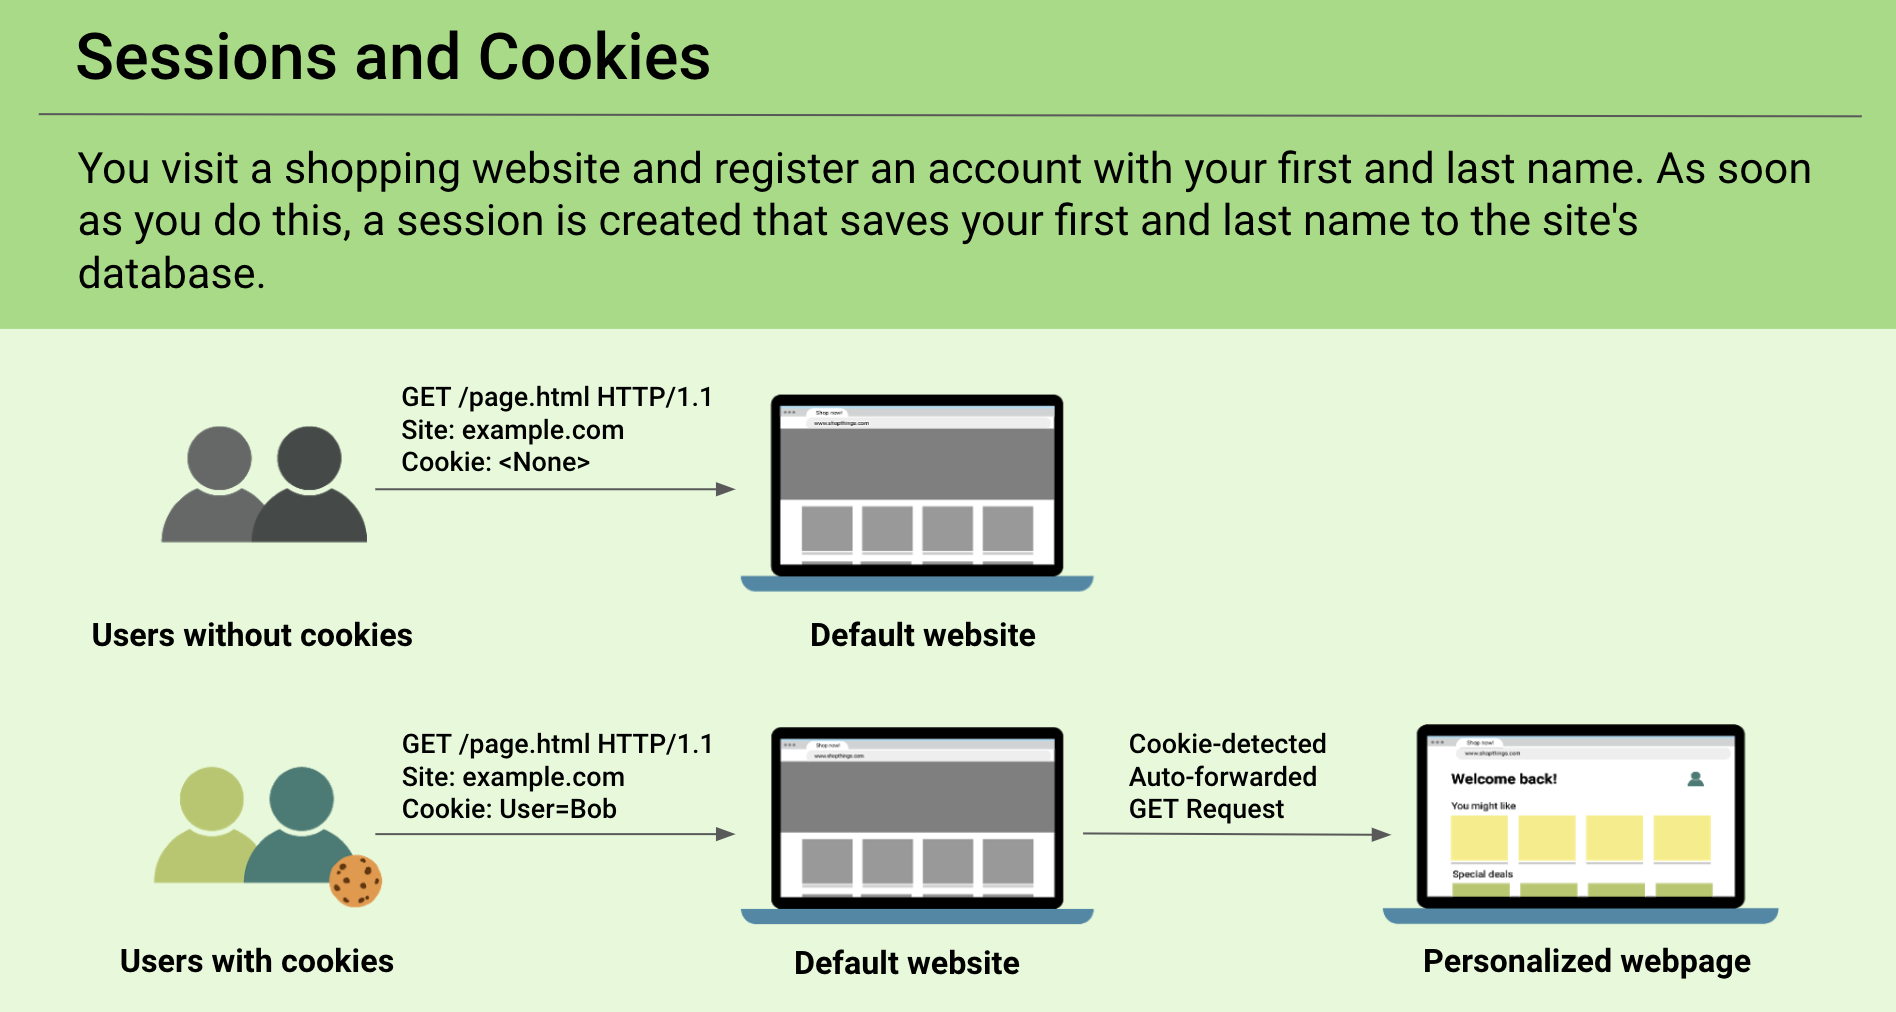 Sessions and Cookies
You visit a shopping website and register an account with your first and last name. As soon
as you do this, a session is created that saves your first and last name to the site's
database.
GET /page.html HTTP/1.1
Site: example.com
Cookie: <None>
Shop now!
www.shopthings.com
Users without cookies
Default website
GET /page.html HTTP/1.1
Site: example.com
Cookie: User=Bob
Shop now!
www.shopthings.com
Cookie-detected
Auto-forwarded
GET Request
Shop now!
www.shopthings.com
Welcome back!
You might like
Special deals
Users with cookies
Default website
Personalized webpage